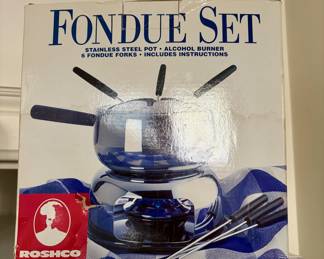 FONDUE SET
STAINLESS STEEL POT • ALCOHOL BURNER
6 FONDUE FORKS • INCLUDES INSTRUCTIONS
ROSHCO